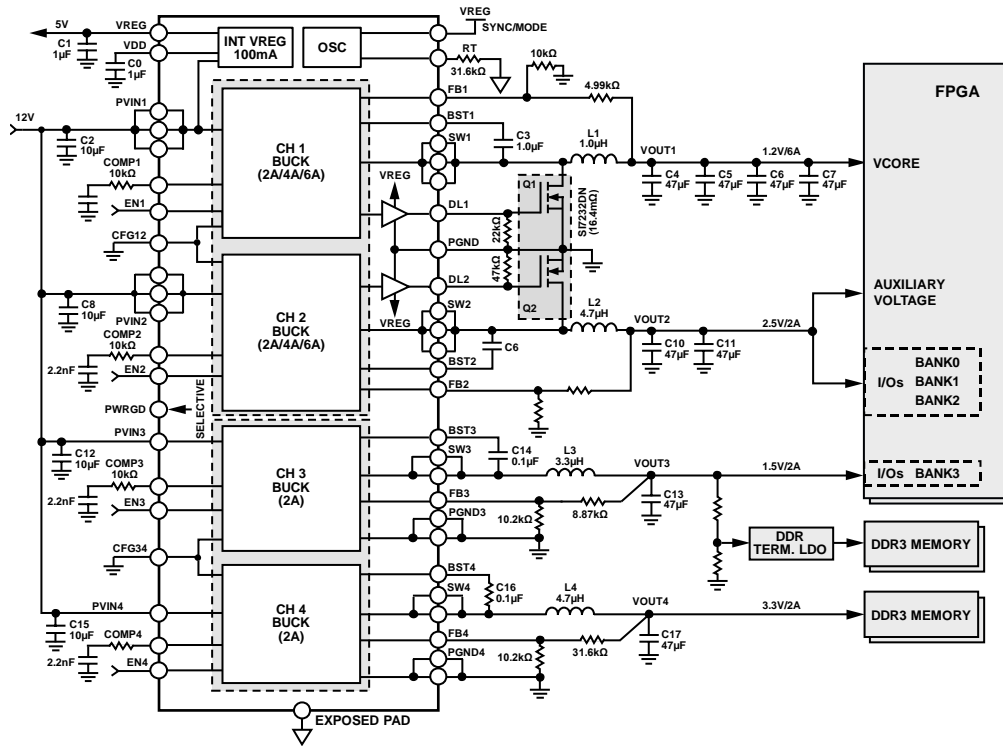 5V
VREG
C1
1µF
VDD
C0
1µF
INT VREG
100mA
OSC
VREG
SYNC/MODE
RT
31.6kΩ
12V
PVIN1
C2
10µF
COMP1
10kΩ
EN1
CFG12
CH 1
BUCK
(2A/4A/6A)
FB1
10kΩ
4.99kΩ
BST1
C3
1.0µF
SW1
L1
1.0µH
VOUT1
1.2V/6A
C4
47µF
C5
47µF
C6
47µF
C7
47µF
VREG
DL1
22kΩ
PGND
47kΩ
DL2
VREG
Q1
SI7232DN
(16.4mΩ)
Q2
C8
10µF
PVIN2
COMP2
10kΩ
2.2nF
EN2
PWRGD
SELECTIVE
CH 2
BUCK
(2A/4A/6A)
SW2
L2
4.7µH
VOUT2
2.5V/2A
C10
47µF
C11
47µF
C6
BST2
FB2
PVIN3
C12
10µF
COMP3
10kΩ
2.2nF
EN3
CFG34
CH 3
BUCK
(2A)
BST3
C14
0.1µF
SW3
L3
3.3µH
VOUT3
1.5V/2A
FB3
10.2kΩ
8.87kΩ
C13
47µF
PGND3
PVIN4
C15
10µF
COMP4
2.2nF
EN4
CH 4
BUCK
(2A)
BST4
C16
0.1µF
SW4
L4
4.7µH
VOUT4
3.3V/2A
FB4
10.2kΩ
31.6kΩ
C17
47µF
PGND4
EXPOSED PAD
FPGA
VCORE
AUXILIARY
VOLTAGE
BANK0
I/Os BANK1
BANK2
I/Os BANK3
DDR
TERM. LDO
DDR3 MEMORY
DDR3 MEMORY